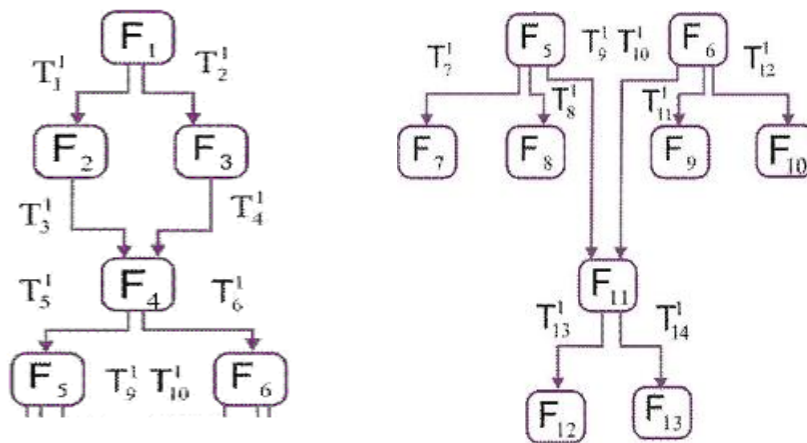 F₁
T₁¹ T₂¹
F₂ F₃
T₃¹ T₄¹
F₄
T₅¹ T₆¹
F₅ T₉¹ T₁₀¹ F₆
F₅ T₉¹ T₁₀¹ F₆
T₇¹ T₈¹ T₁₁¹ T₁₂¹
F₇ F₈ F₉ F₁₀
F₁₁
T₁₃¹ T₁₄¹
F₁₂ F₁₃